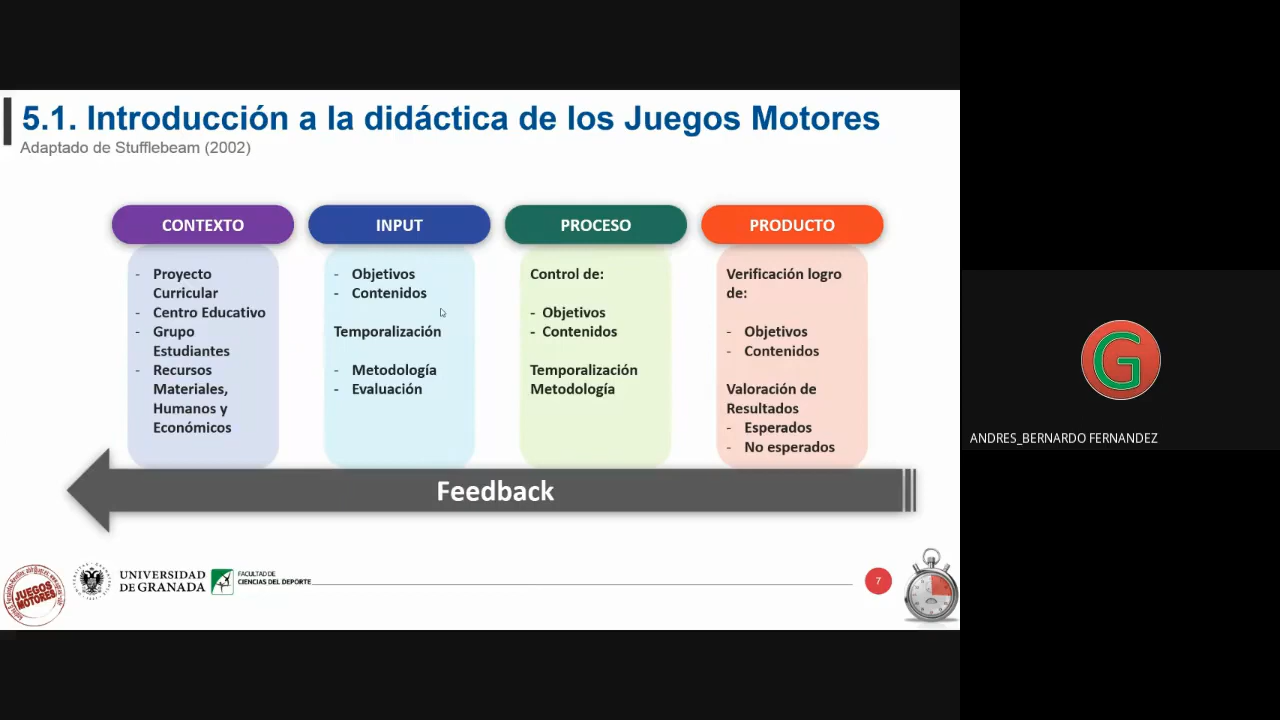 5.1. Introducción a la didáctica de los Juegos Motores
Adaptado de Stufflebeam (2002)
CONTEXTO
- Proyecto
Curricular
- Centro Educativo
- Grupo
Estudiantes
- Recursos
Materiales,
Humanos y
Económicos
INPUT
- Objetivos
- Contenidos
Temporalización
- Metodología
- Evaluación
PROCESO
Control de:
- Objetivos
- Contenidos
Temporalización
Metodología
PRODUCTO
Verificación logro
de:
- Objetivos
- Contenidos
Valoración de
Resultados
- Esperados
- No esperados
Feedback
JUEGOS
MOTORES
UNIVERSIDAD
DE GRANADA
FACULTAD DE
CIENCIAS DEL DEPORTE
7
G
ANDRES_BERNARDO FERNANDEZ